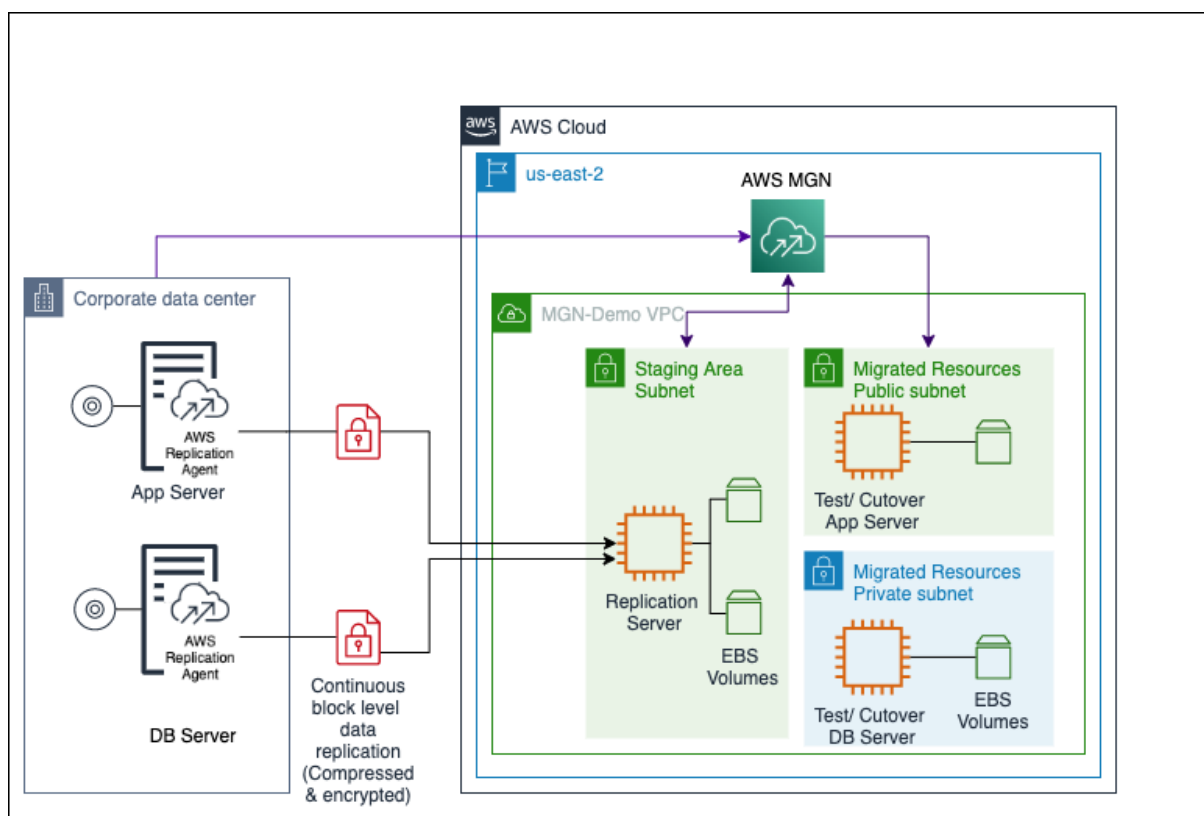 aws
AWS Cloud
us-east-2
AWS MGN
Corporate data center
MGN-Demo VPC
Staging Area
Subnet
Migrated Resources
Public subnet
AWS
Replication
Agent
App Server
Test/ Cutover
App Server
Replication
Server
EBS
Volumes
Migrated Resources
Private subnet
AWS
Replication
Agent
DB Server
Continuous
block level
data
replication
(Compressed
& encrypted)
Test/ Cutover
DB Server
EBS
Volumes